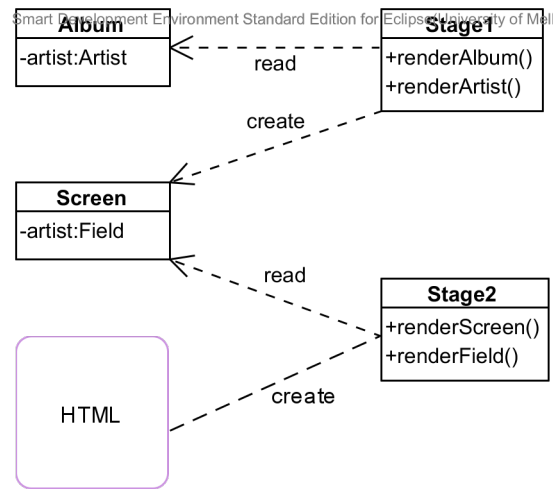 Smart Development Environment Standard Edition for Eclipse(University of Mel
Album
-artist:Artist
read
Stage1
+renderAlbum()
+renderArtist()
create
Screen
-artist:Field
read
Stage2
+renderScreen()
+renderField()
create
HTML